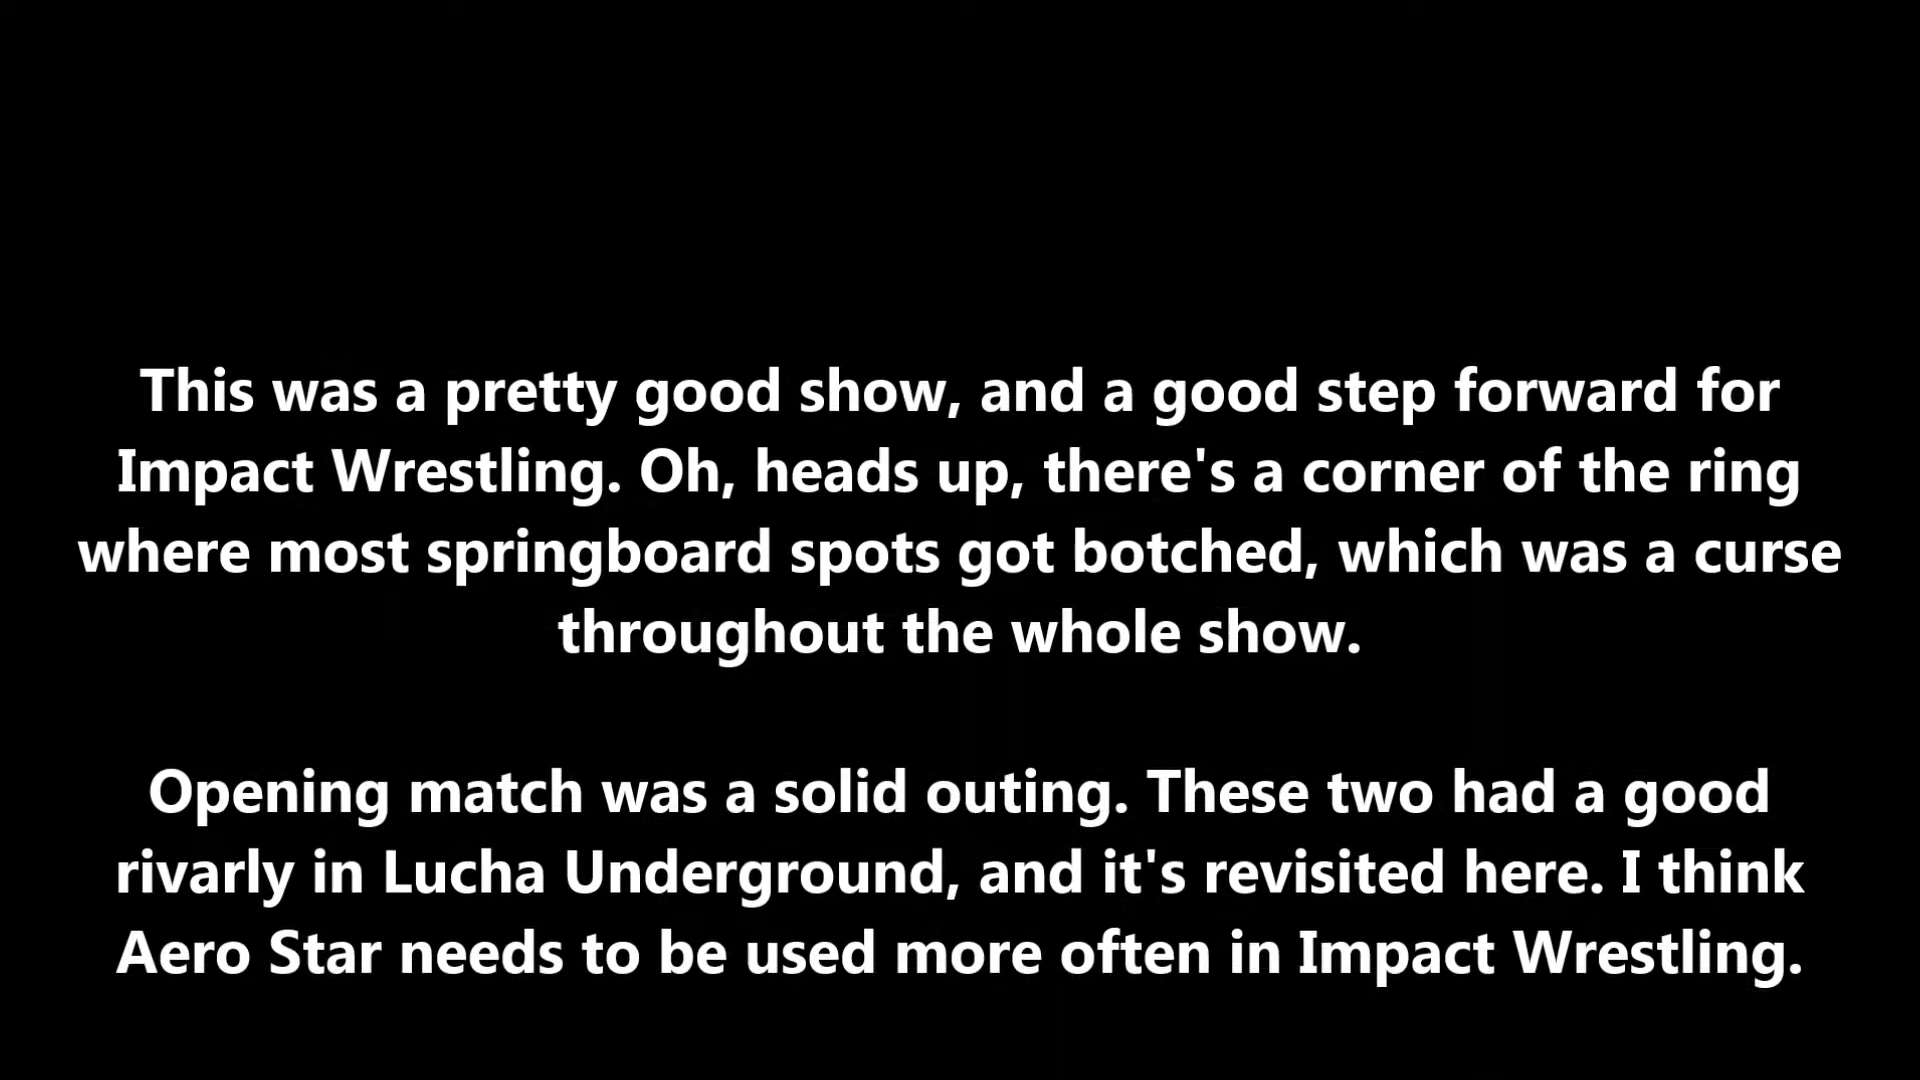 This was a pretty good show, and a good step forward for
Impact Wrestling. Oh, heads up, there's a corner of the ring
where most springboard spots got botched, which was a curse
throughout the whole show.
Opening match was a solid outing. These two had a good
rivarly in Lucha Underground, and it's revisited here. I think
Aero Star needs to be used more often in Impact Wrestling.